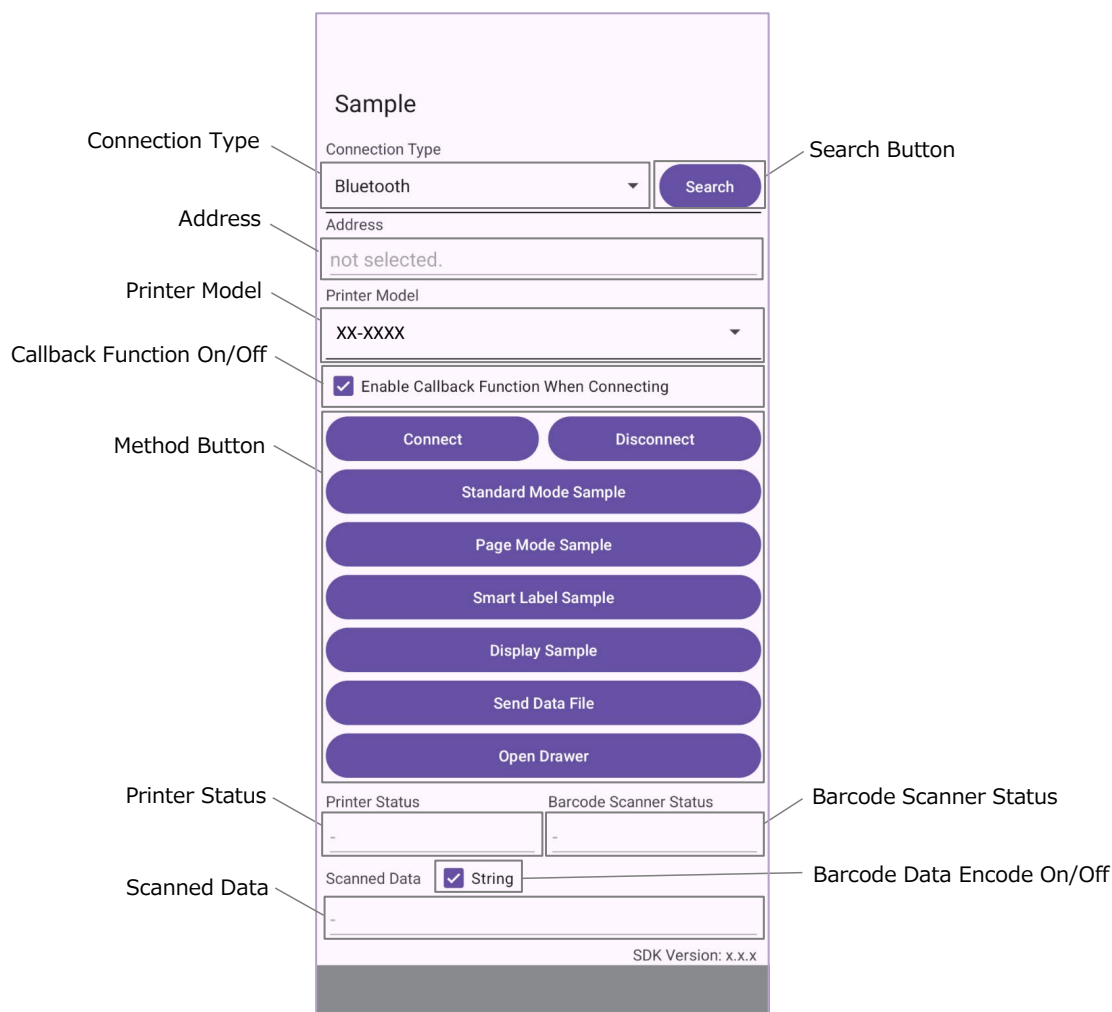 Sample
Connection Type
Connection Type
Search Button
Bluetooth
Search
Address
Address
not selected.
Printer Model
Printer Model
XX-XXXX
Callback Function On/Off
Enable Callback Function When Connecting
Method Button
Connect
Disconnect
Standard Mode Sample
Page Mode Sample
Smart Label Sample
Display Sample
Send Data File
Open Drawer
Printer Status
Printer Status
Barcode Scanner Status
Barcode Scanner Status
-
-
Scanned Data
Scanned Data
String
Barcode Data Encode On/Off
-
SDK Version: x.x.x